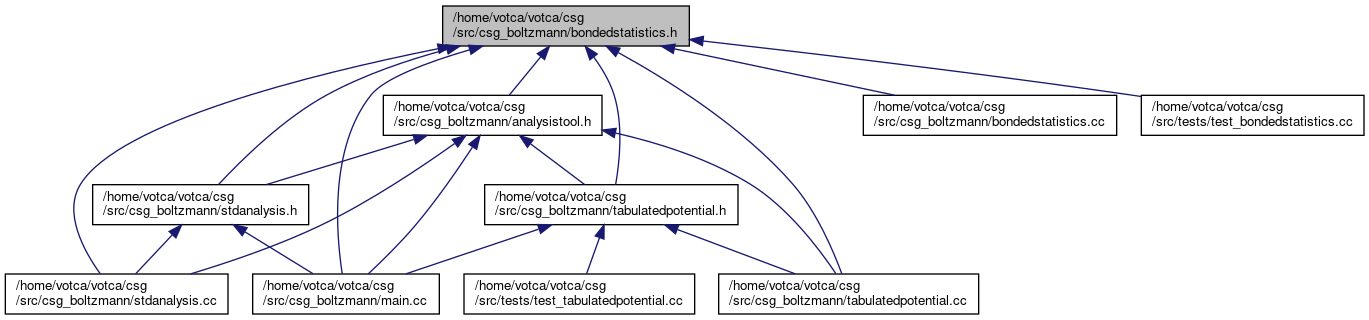 /home/votca/votca/csg
/src/csg_boltzmann/bondedstatistics.h
/home/votca/votca/csg
/src/csg_boltzmann/analysistool.h
/home/votca/votca/csg
/src/csg_boltzmann/bondedstatistics.cc
/home/votca/votca/csg
/src/tests/test_bondedstatistics.cc
/home/votca/votca/csg
/src/csg_boltzmann/stdanalysis.h
/home/votca/votca/csg
/src/csg_boltzmann/tabulatedpotential.h
/home/votca/votca/csg
/src/csg_boltzmann/stdanalysis.cc
/home/votca/votca/csg
/src/csg_boltzmann/main.cc
/home/votca/votca/csg
/src/tests/test_tabulatedpotential.cc
/home/votca/votca/csg
/src/csg_boltzmann/tabulatedpotential.cc